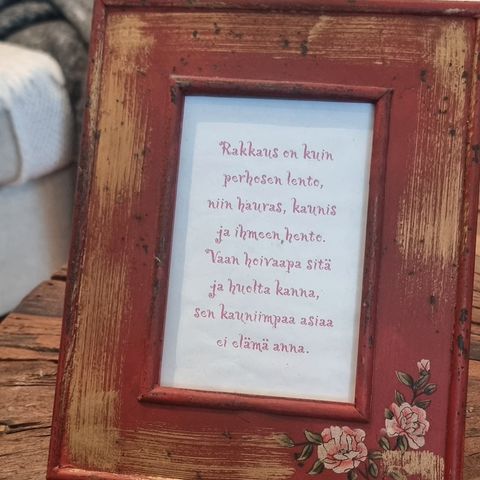 Rakkaus on kuin
perhosen lento,
niin hauras, kaunis
ja ihmeen hento.
Vaan hoivaapa sitä
ja huolta kanna,
sen kauniimpaa asiaa
ei elämä anna.